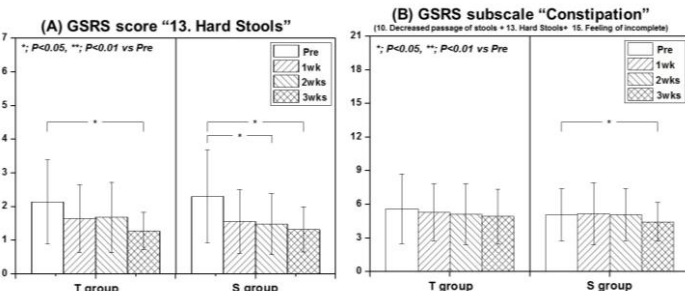 (A) GSRS score “13. Hard Stools”
*; P<0.05, **; P<0.01 vs Pre
Pre
1wk
2wks
3wks
7
6
5
4
3
2
1
0
*
*
*
T group
S group
(B) GSRS subscale “Constipation”
(10. Decreased passage of stools + 13. Hard Stools+ 15. Feeling of incomplete)
*; P<0.05, **; P<0.01 vs Pre
Pre
1wk
2wks
3wks
21
18
15
12
9
6
3
0
*
T group
S group